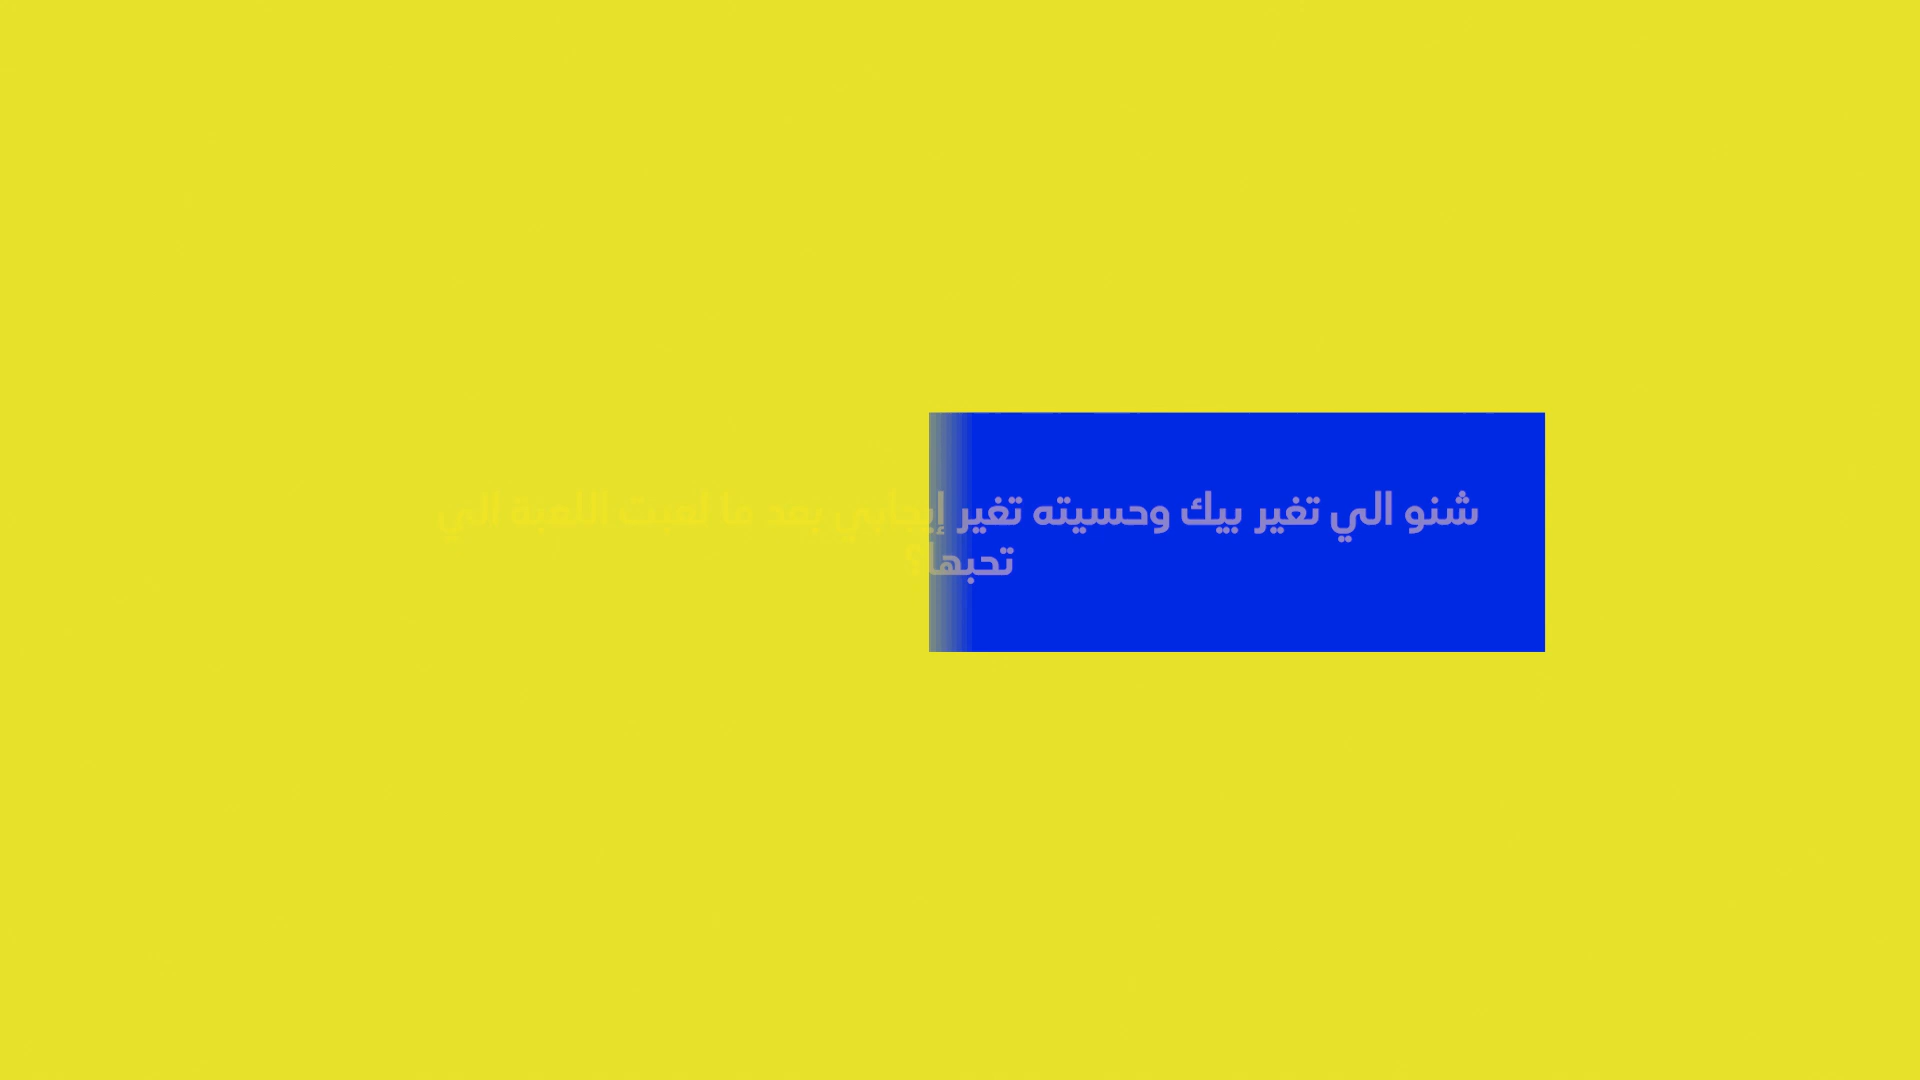 شنو الي تغير بيك وحسيته تغير إيجابي بعد ما لعبت اللعبة الي
تحبها؟